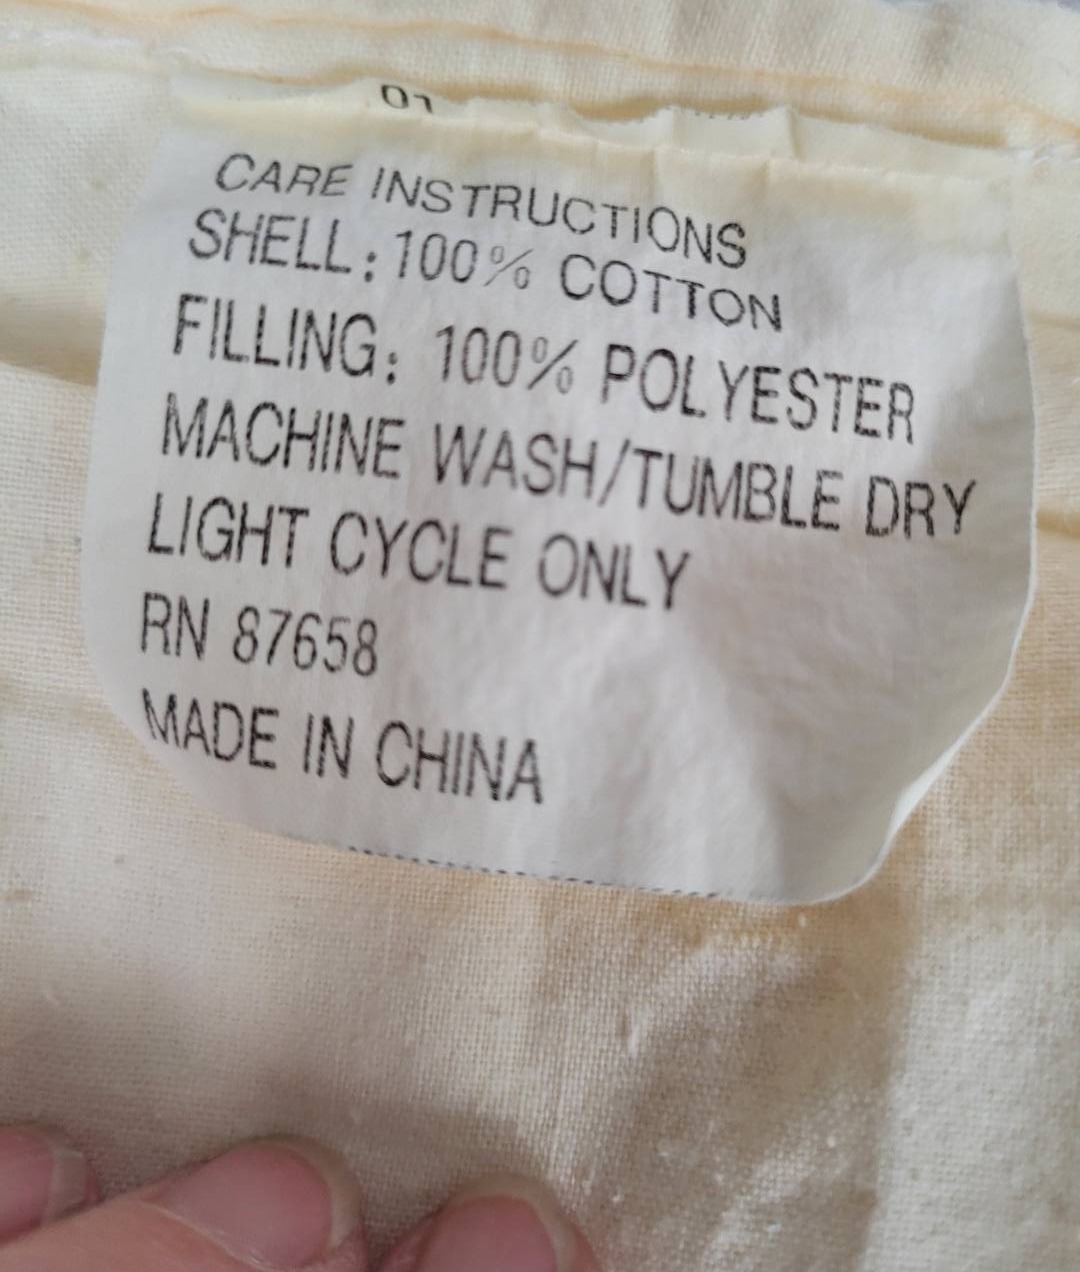 01
CARE INSTRUCTIONS
SHELL: 100% COTTON
FILLING: 100% POLYESTER
MACHINE WASH/TUMBLE DRY
LIGHT CYCLE ONLY
RN 87658
MADE IN CHINA